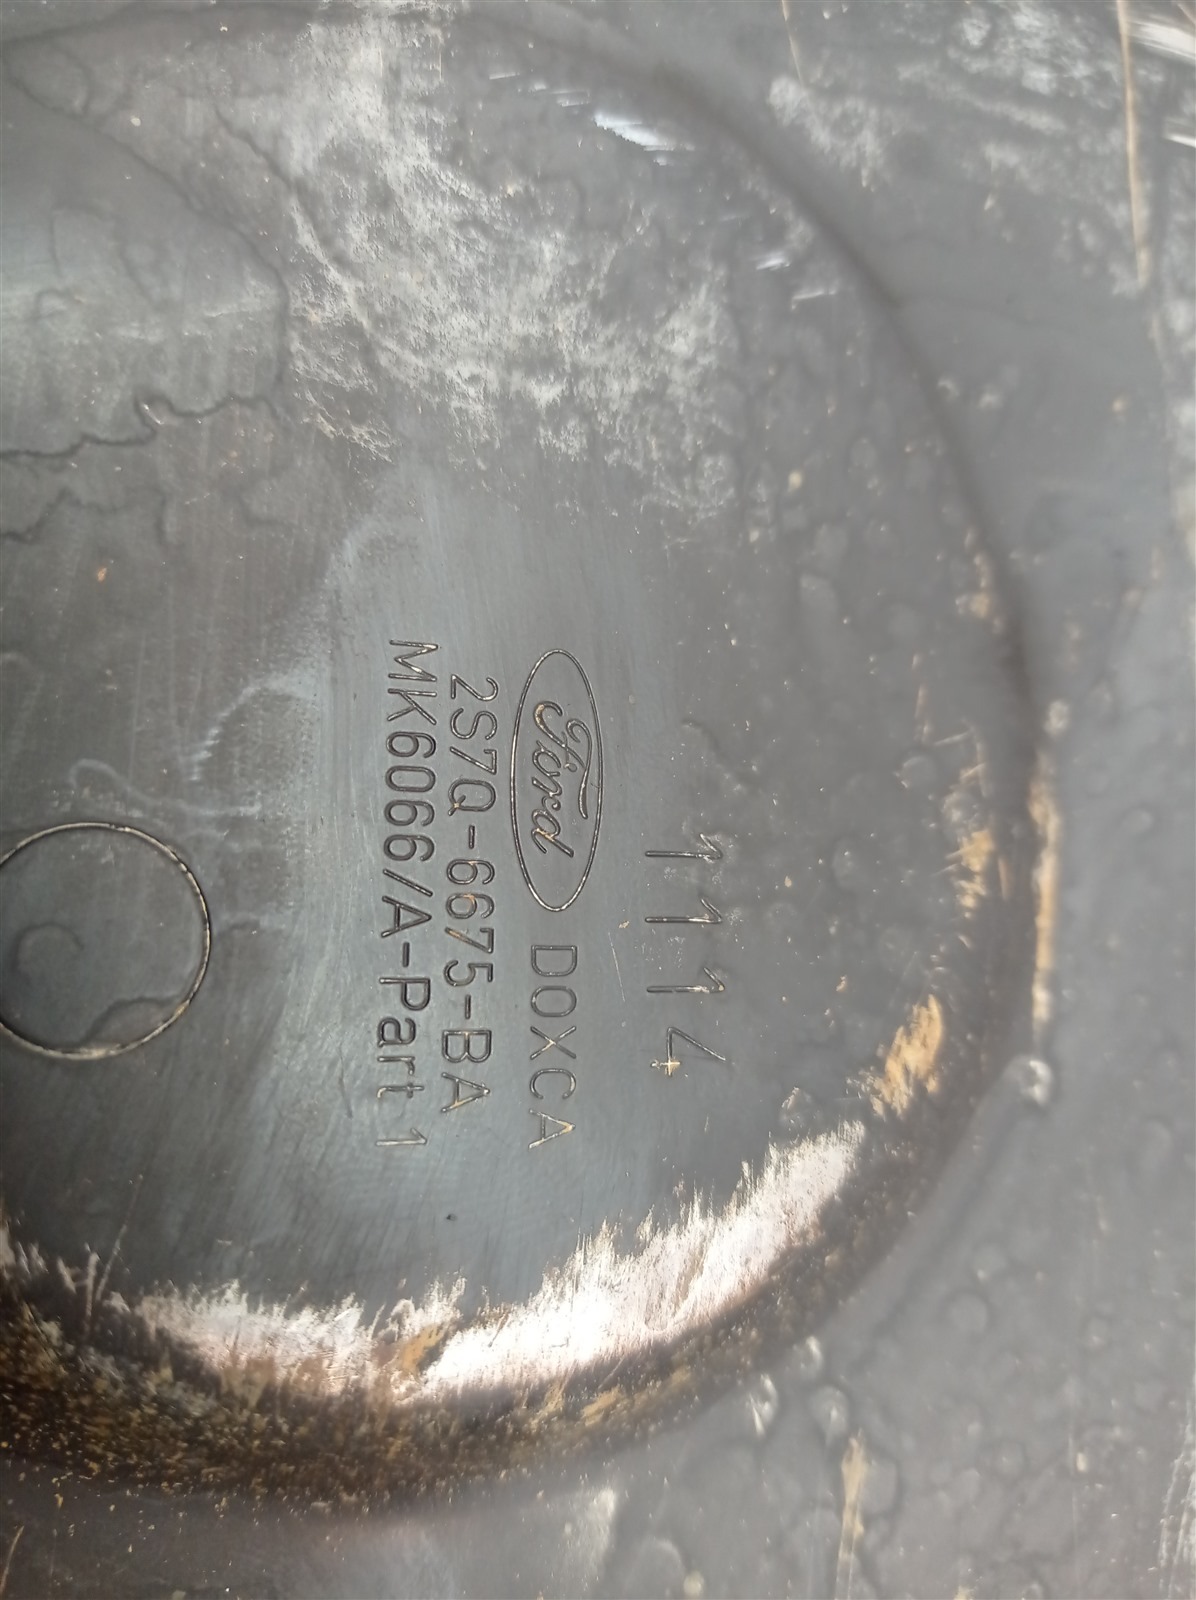 1114
Ford DOXCA
2S7Q-6675-BA
MK6066/A-Part 1